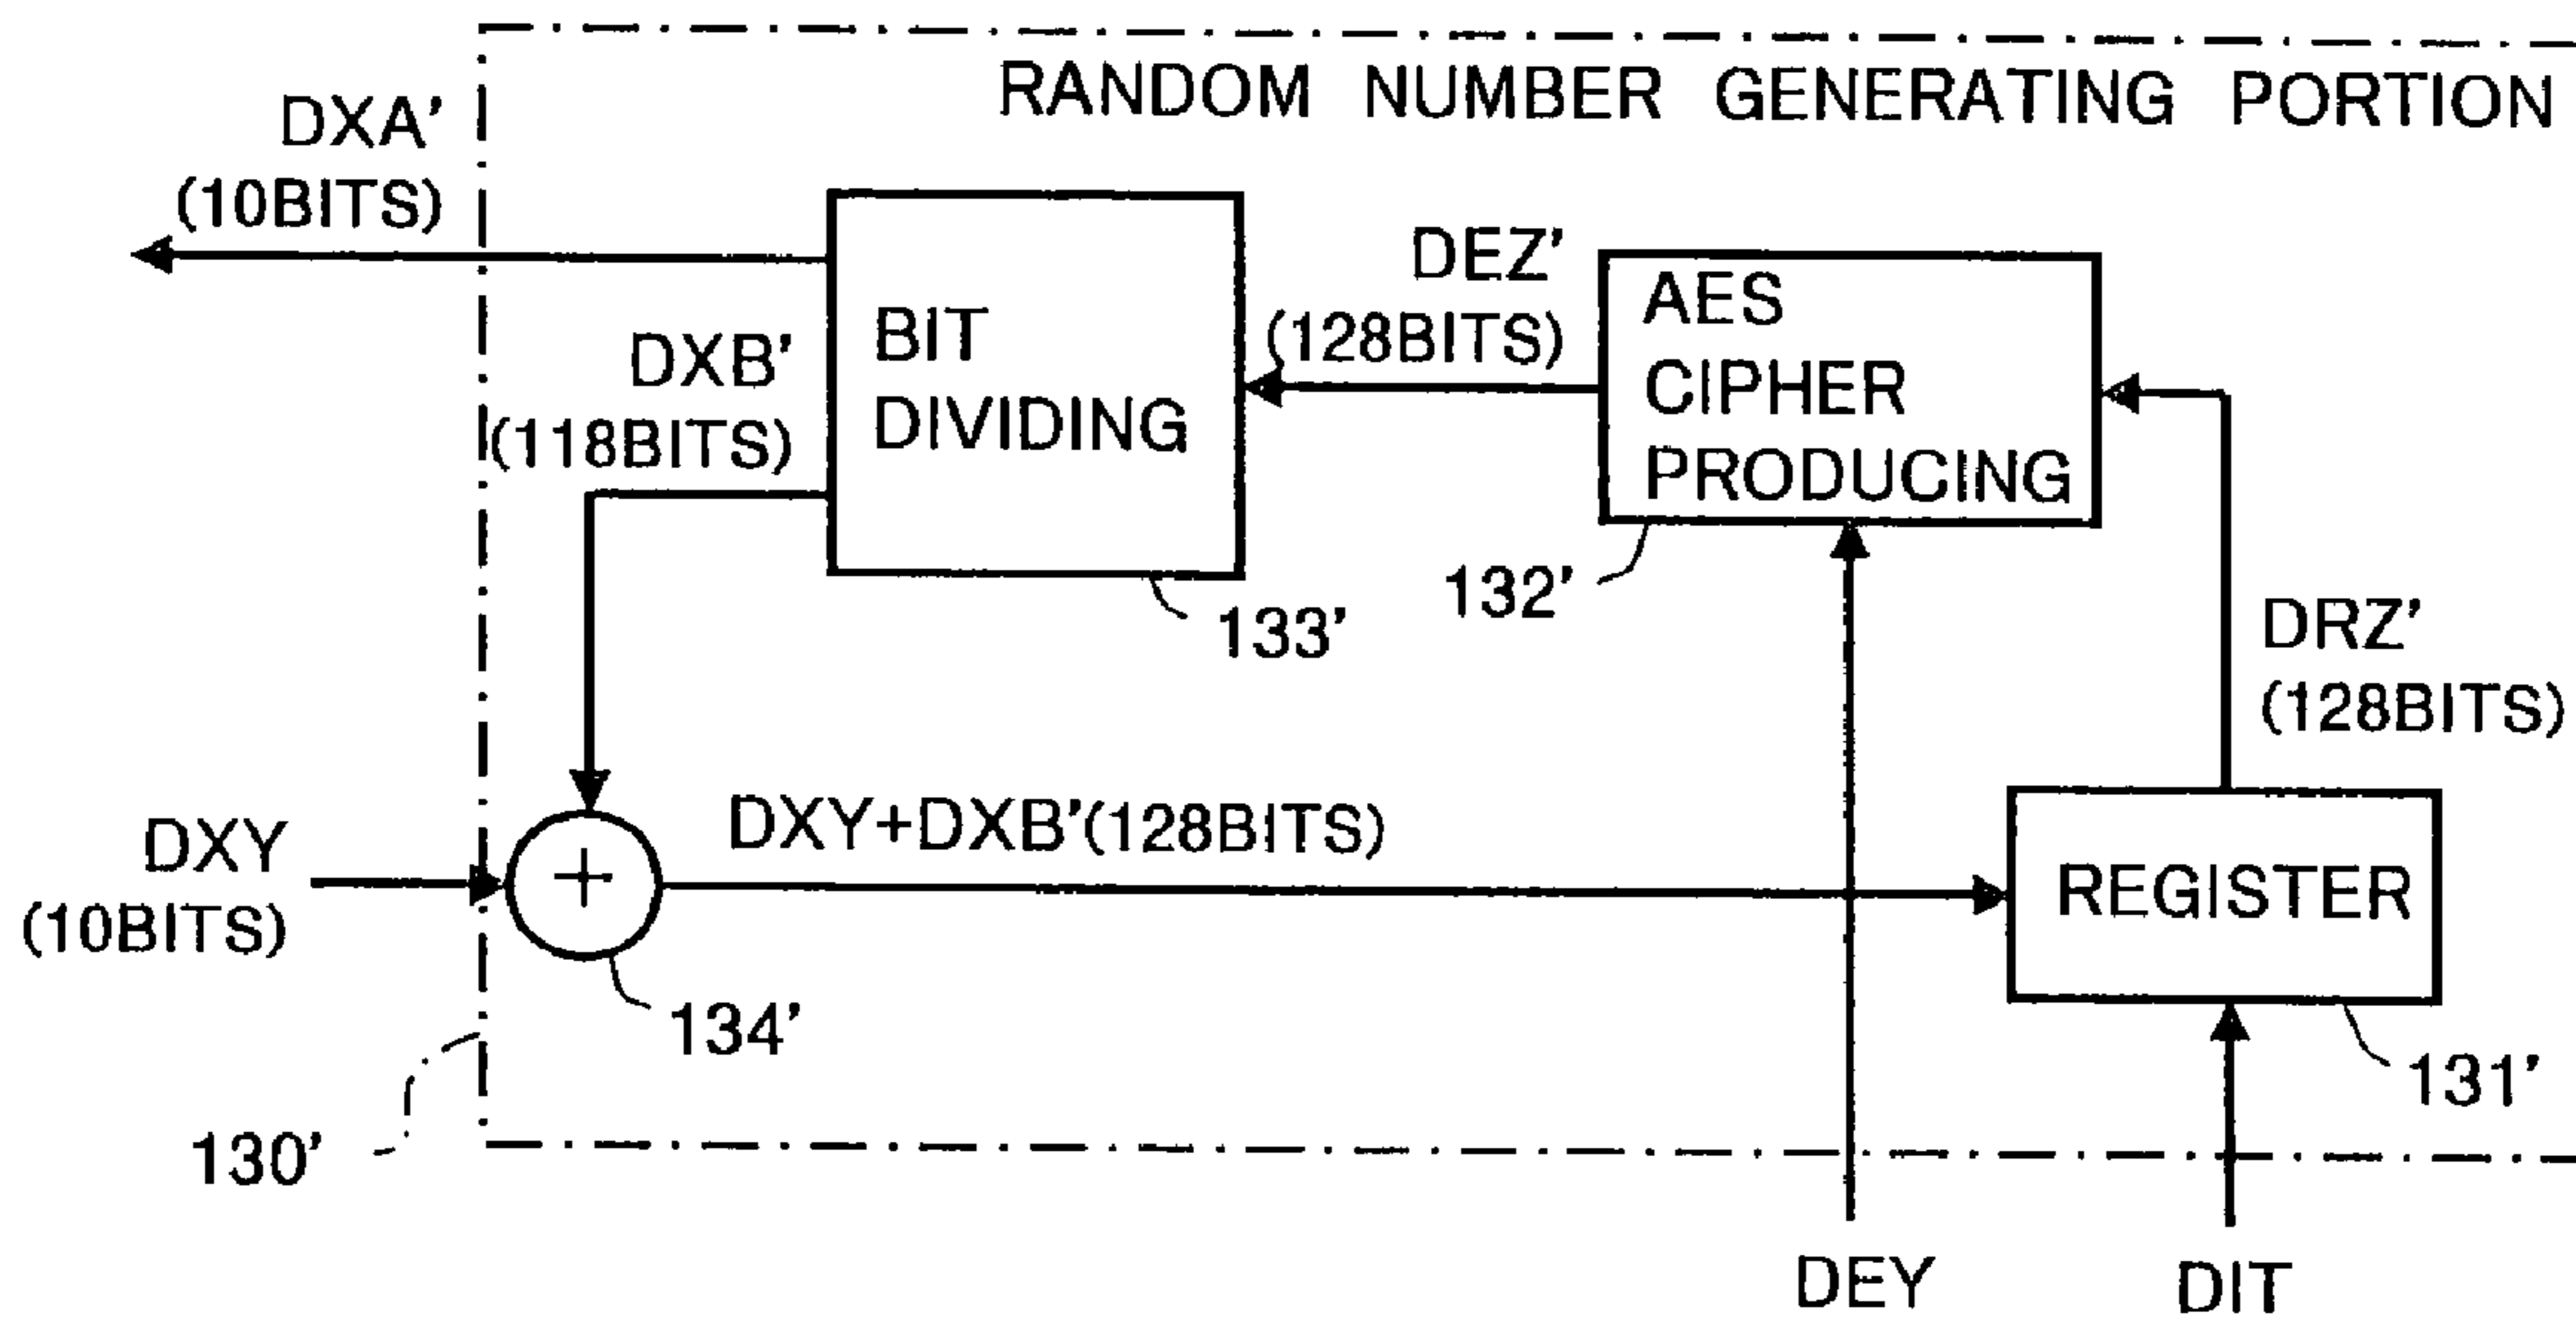 RANDOM NUMBER GENERATING PORTION
DXA'
(10BITS)
BIT
DIVIDING
DXB'
(118BITS)
DEZ'
(128BITS)
AES
CIPHER
PRODUCING
132'
133'
DRZ'
(128BITS)
DXY
(10BITS)
+
DXY+DXB'(128BITS)
REGISTER
134'
131'
130'
DEY
DIT